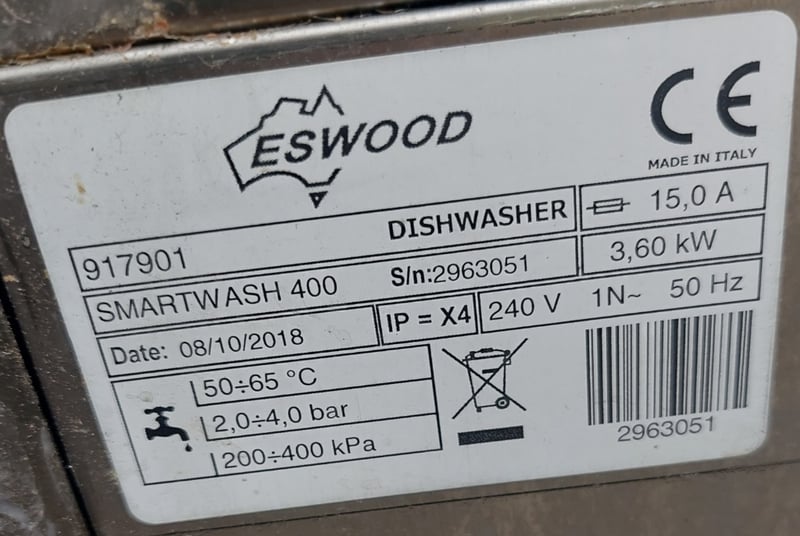 ESWOOD
CE
MADE IN ITALY
917901 DISHWASHER 15,0 A
SMARTWASH 400 S/n:2963051 3,60 kW
Date: 08/10/2018 IP = X4 240 V 1N~ 50 Hz
50÷65 °C
2,0÷4,0 bar
200÷400 kPa
2963051